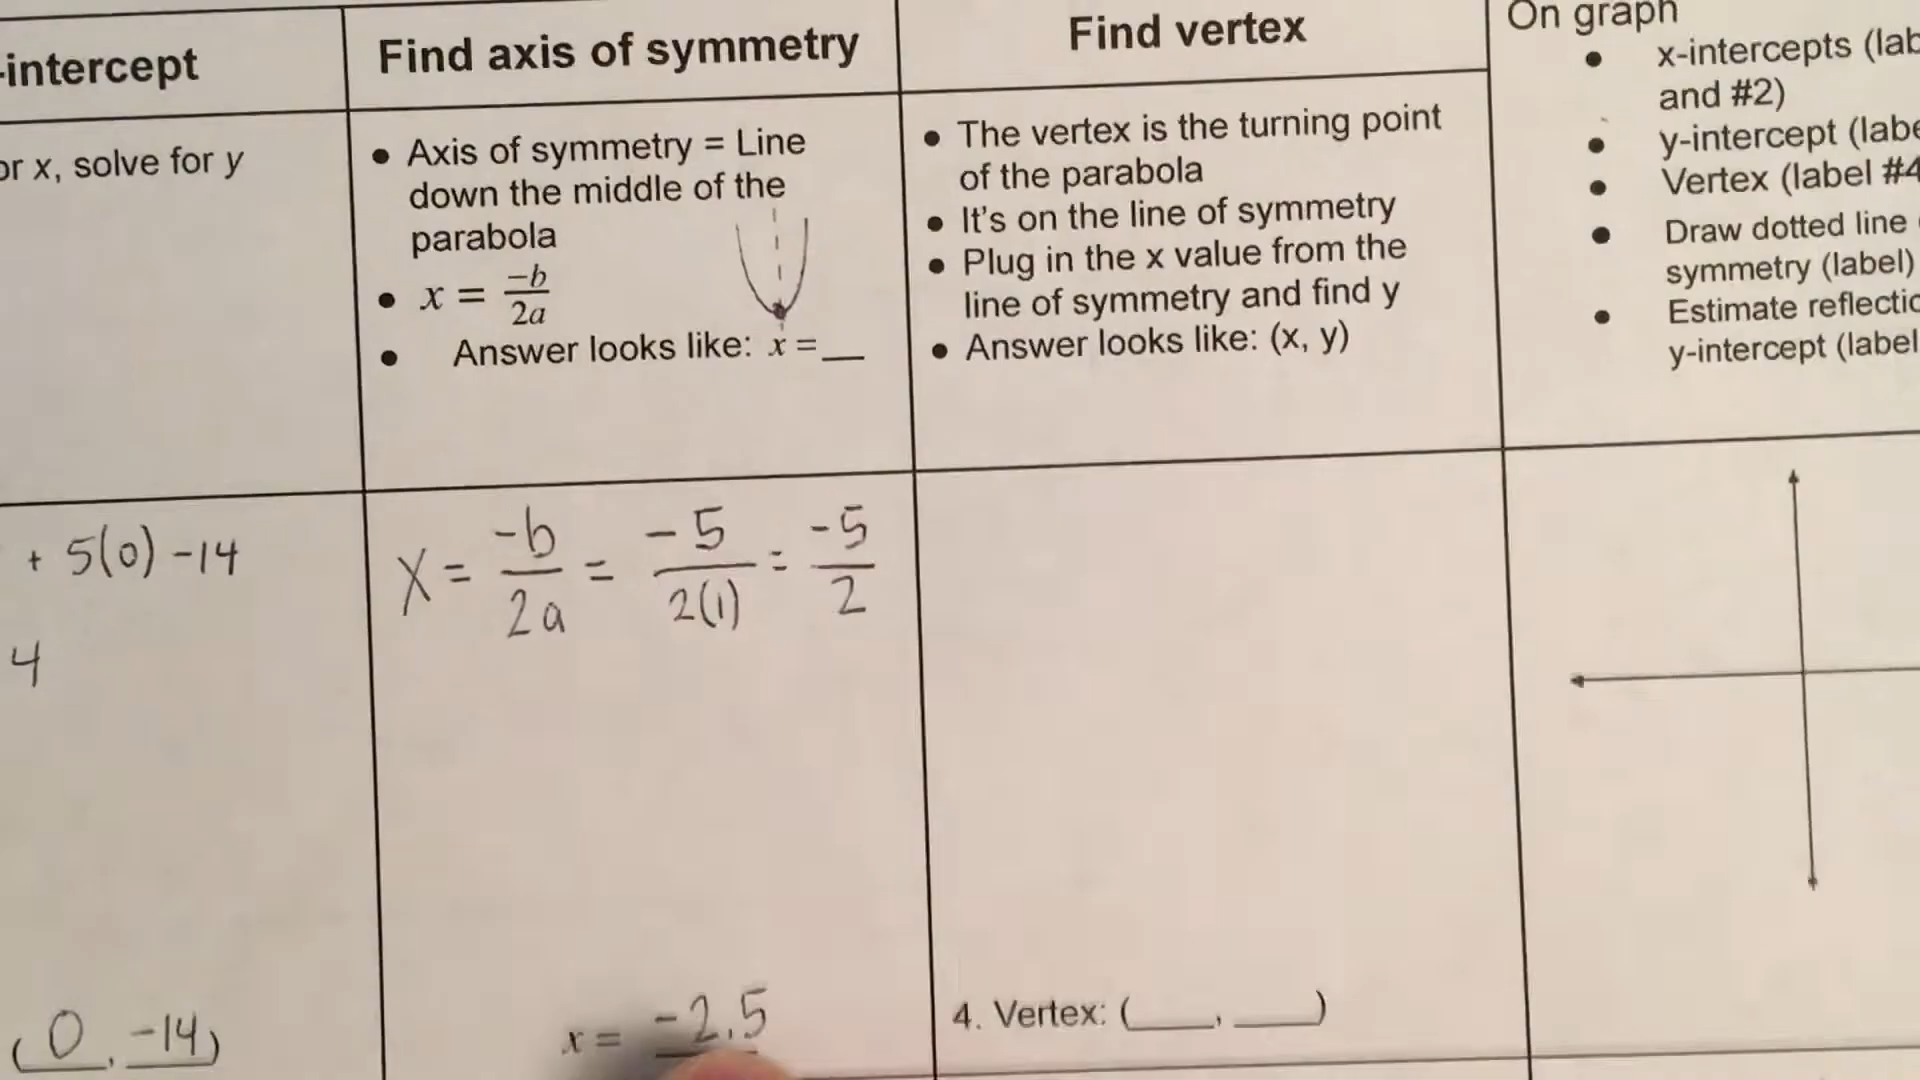 -intercept
or x, solve for y
+ 5(0) -14
4
(0, -14)
Find axis of symmetry
● Axis of symmetry = Line
down the middle of the
parabola
● x = -b/2a
● Answer looks like: x = __
X = -b/2a = -5/2(1) = -5/2
x = -2.5
Find vertex
● The vertex is the turning point
of the parabola
● It's on the line of symmetry
● Plug in the x value from the
line of symmetry and find y
● Answer looks like: (x, y)
4. Vertex: (____, ____)
On graph
● x-intercepts (lab
and #2)
● y-intercept (labe
● Vertex (label #4
● Draw dotted line
symmetry (label)
● Estimate reflectio
y-intercept (label